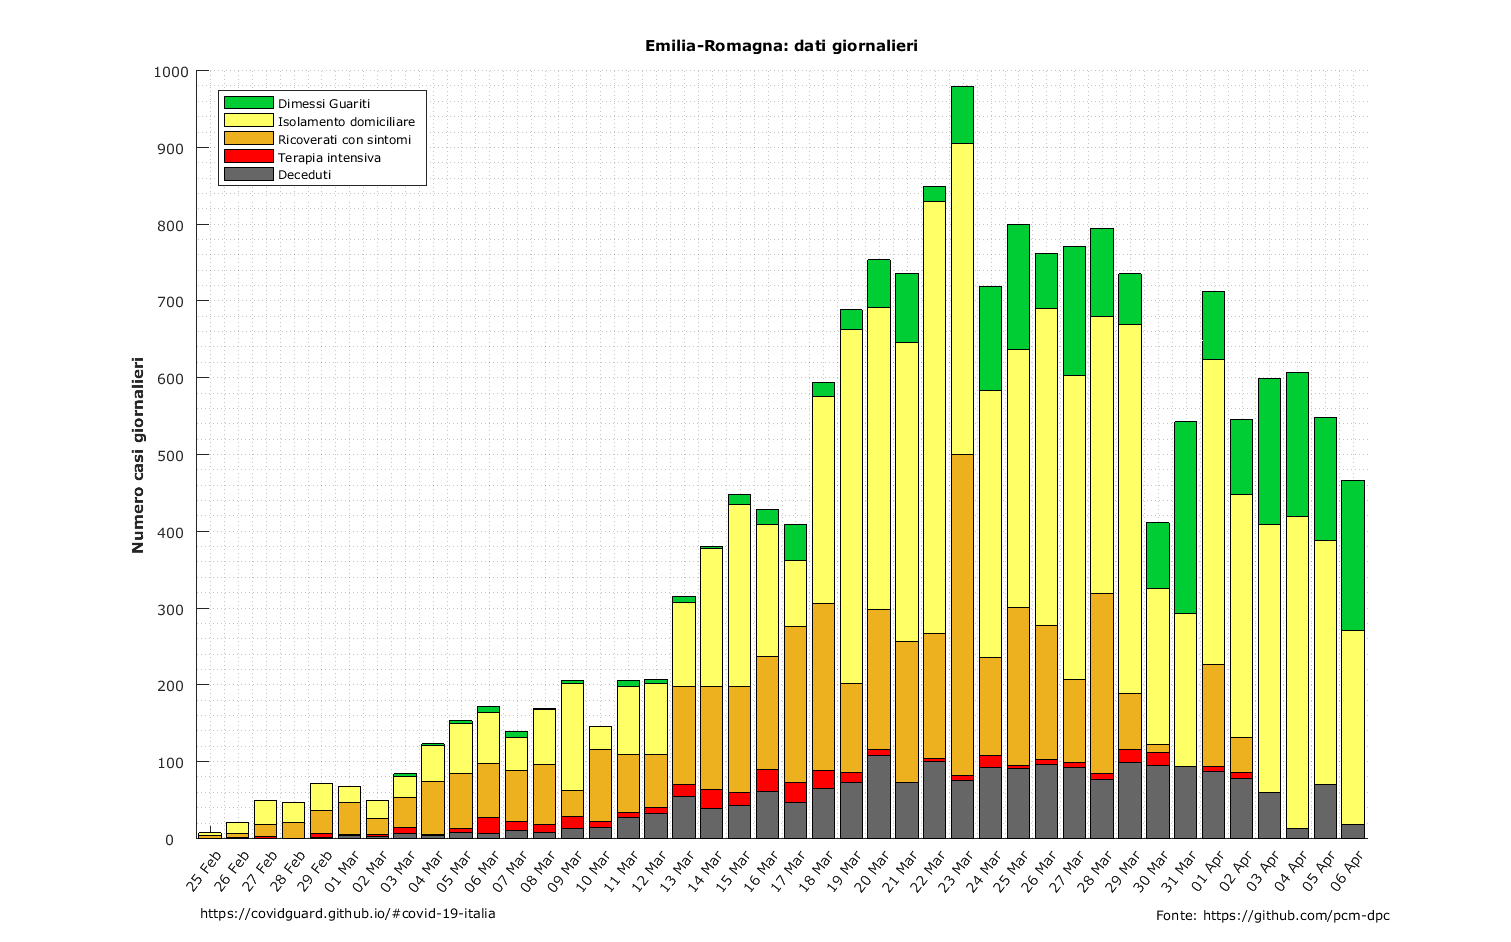 Emilia-Romagna: dati giornalieri
1000
900
800
700
600
500
400
300
200
100
0
Numero casi giornalieri
Dimessi Guariti
Isolamento domiciliare
Ricoverati con sintomi
Terapia intensiva
Deceduti
25 Feb
26 Feb
27 Feb
28 Feb
29 Feb
01 Mar
02 Mar
03 Mar
04 Mar
05 Mar
06 Mar
07 Mar
08 Mar
09 Mar
10 Mar
11 Mar
12 Mar
13 Mar
14 Mar
15 Mar
16 Mar
17 Mar
18 Mar
19 Mar
20 Mar
21 Mar
22 Mar
23 Mar
24 Mar
25 Mar
26 Mar
27 Mar
28 Mar
29 Mar
30 Mar
31 Mar
01 Apr
02 Apr
03 Apr
04 Apr
05 Apr
06 Apr
https://covidguard.github.io/#covid-19-italia
Fonte: https://github.com/pcm-dpc